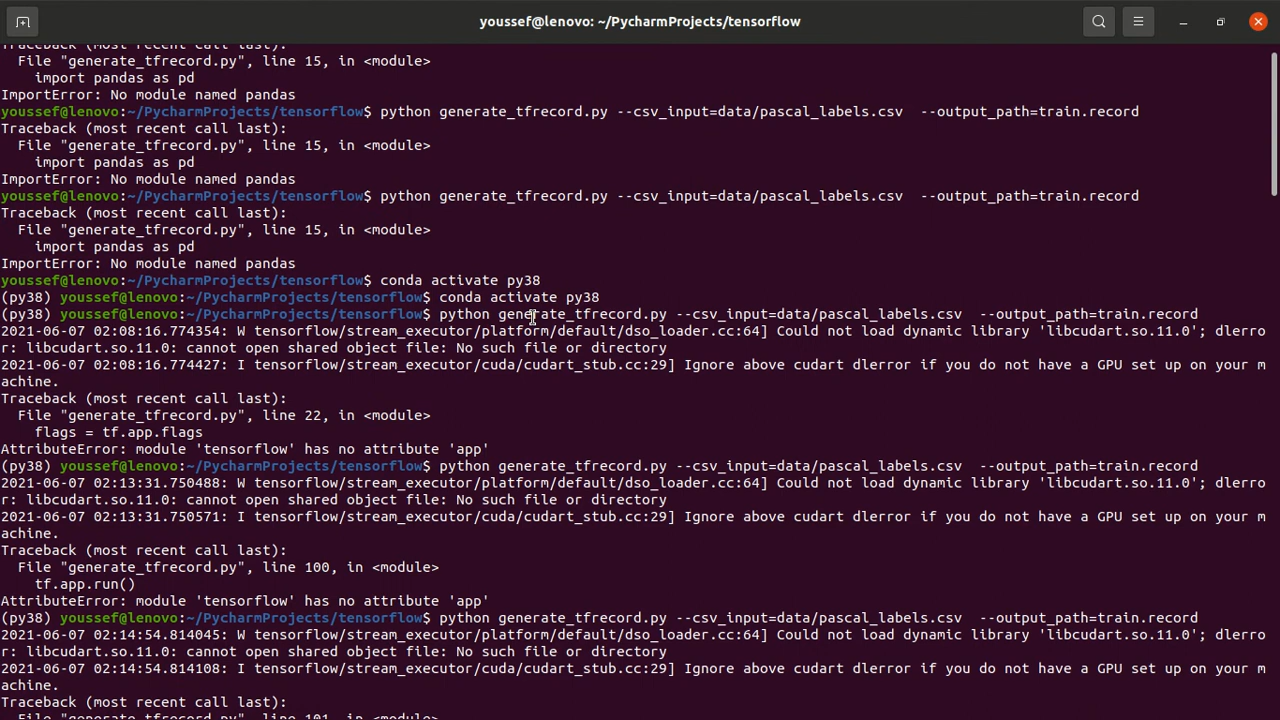 youssef@lenovo: ~/PycharmProjects/tensorflow
Traceback (most recent call last):
  File "generate_tfrecord.py", line 15, in <module>
    import pandas as pd
ImportError: No module named pandas
youssef@lenovo:~/PycharmProjects/tensorflow$ python generate_tfrecord.py --csv_input=data/pascal_labels.csv  --output_path=train.record
Traceback (most recent call last):
  File "generate_tfrecord.py", line 15, in <module>
    import pandas as pd
ImportError: No module named pandas
youssef@lenovo:~/PycharmProjects/tensorflow$ python generate_tfrecord.py --csv_input=data/pascal_labels.csv  --output_path=train.record
Traceback (most recent call last):
  File "generate_tfrecord.py", line 15, in <module>
    import pandas as pd
ImportError: No module named pandas
youssef@lenovo:~/PycharmProjects/tensorflow$ conda activate py38
(py38) youssef@lenovo:~/PycharmProjects/tensorflow$ conda activate py38
(py38) youssef@lenovo:~/PycharmProjects/tensorflow$ python generate_tfrecord.py --csv_input=data/pascal_labels.csv  --output_path=train.record
2021-06-07 02:08:16.774354: W tensorflow/stream_executor/platform/default/dso_loader.cc:64] Could not load dynamic library 'libcudart.so.11.0'; dlerro
r: libcudart.so.11.0: cannot open shared object file: No such file or directory
2021-06-07 02:08:16.774427: I tensorflow/stream_executor/cuda/cudart_stub.cc:29] Ignore above cudart dlerror if you do not have a GPU set up on your m
achine.
Traceback (most recent call last):
  File "generate_tfrecord.py", line 22, in <module>
    flags = tf.app.flags
AttributeError: module 'tensorflow' has no attribute 'app'
(py38) youssef@lenovo:~/PycharmProjects/tensorflow$ python generate_tfrecord.py --csv_input=data/pascal_labels.csv  --output_path=train.record
2021-06-07 02:13:31.750488: W tensorflow/stream_executor/platform/default/dso_loader.cc:64] Could not load dynamic library 'libcudart.so.11.0'; dlerro
r: libcudart.so.11.0: cannot open shared object file: No such file or directory
2021-06-07 02:13:31.750571: I tensorflow/stream_executor/cuda/cudart_stub.cc:29] Ignore above cudart dlerror if you do not have a GPU set up on your m
achine.
Traceback (most recent call last):
  File "generate_tfrecord.py", line 100, in <module>
    tf.app.run()
AttributeError: module 'tensorflow' has no attribute 'app'
(py38) youssef@lenovo:~/PycharmProjects/tensorflow$ python generate_tfrecord.py --csv_input=data/pascal_labels.csv  --output_path=train.record
2021-06-07 02:14:54.814045: W tensorflow/stream_executor/platform/default/dso_loader.cc:64] Could not load dynamic library 'libcudart.so.11.0'; dlerro
r: libcudart.so.11.0: cannot open shared object file: No such file or directory
2021-06-07 02:14:54.814108: I tensorflow/stream_executor/cuda/cudart_stub.cc:29] Ignore above cudart dlerror if you do not have a GPU set up on your m
achine.
Traceback (most recent call last):
  File "generate_tfrecord.py", line 101, in <module>